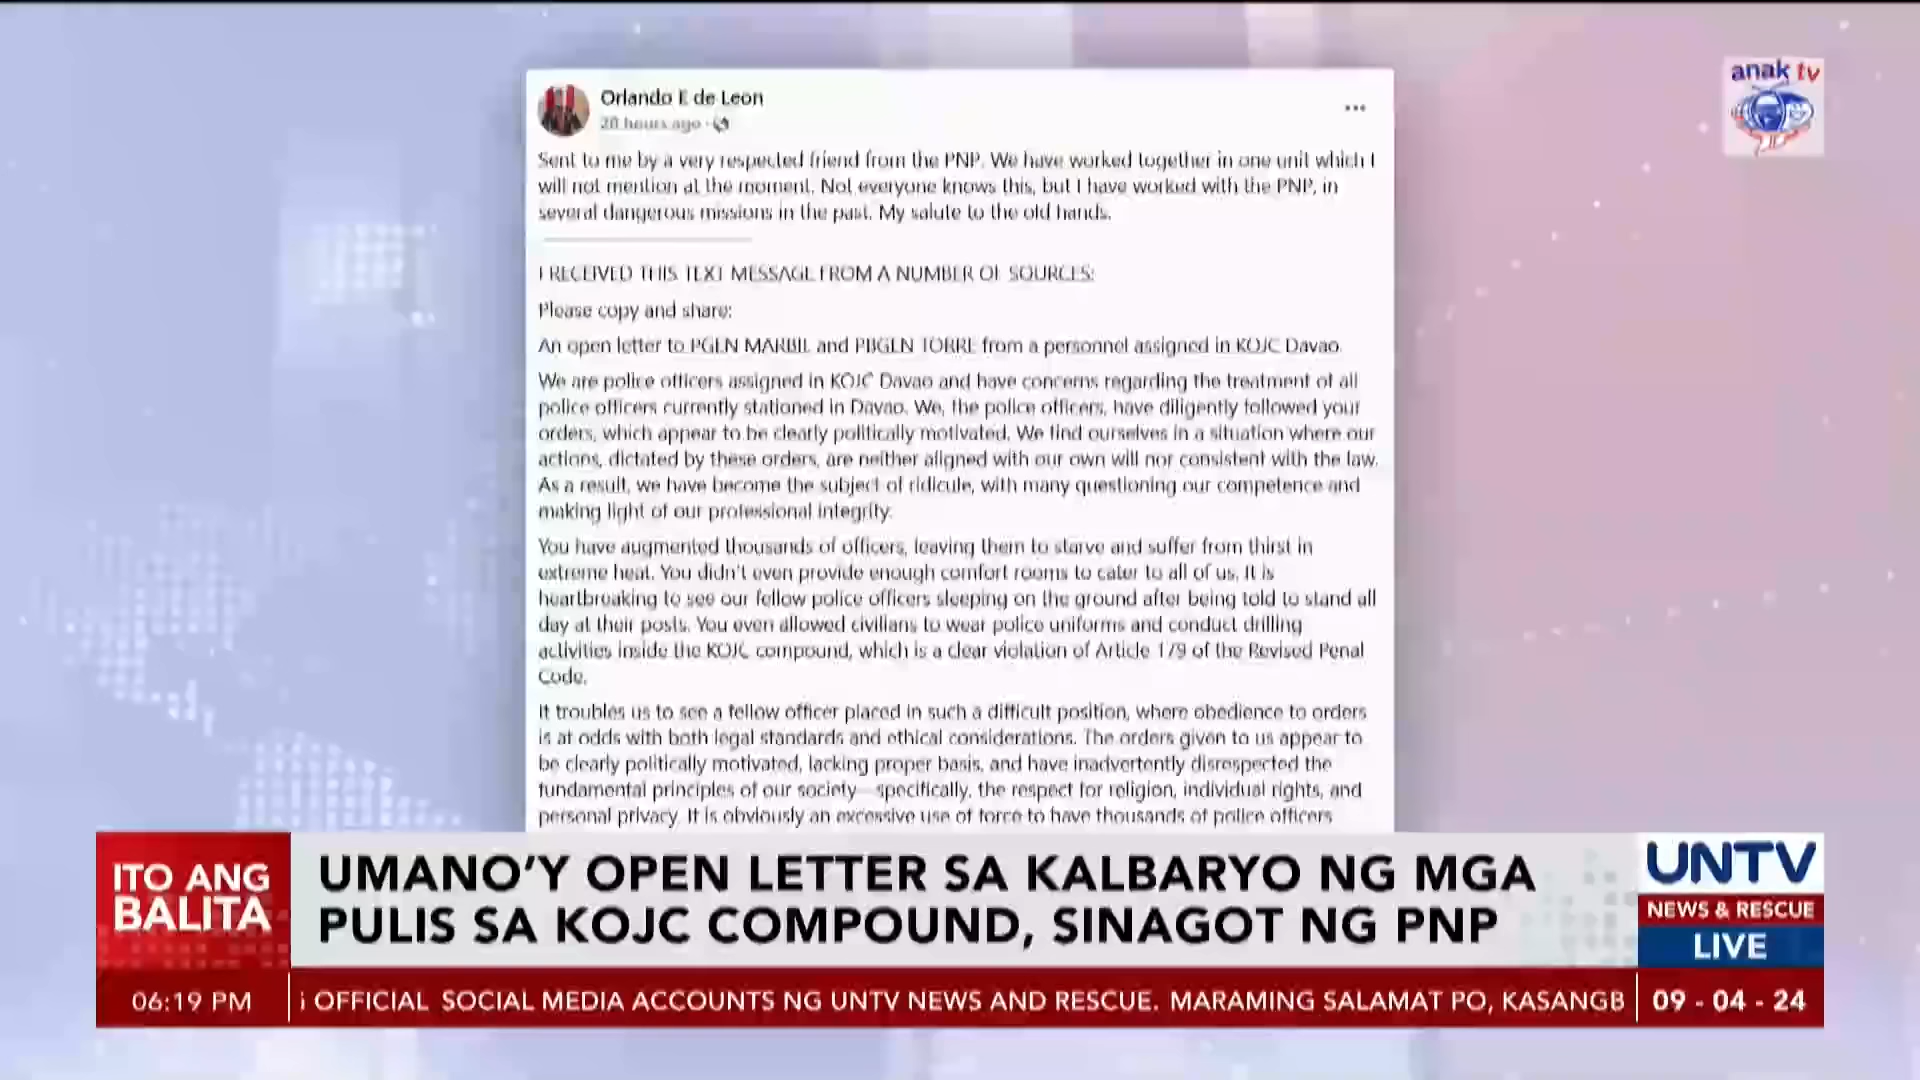 anak tv
Orlando E de Leon
20 hours ago
Sent to me by a very respected friend from the PNP. We have worked together in one unit which I
will not mention at the moment. Not everyone knows this, but I have worked with the PNP, in
several dangerous missions in the past. My salute to the old hands.
I RECEIVED THIS TEXT MESSAGE FROM A NUMBER OF SOURCES:
Please copy and share:
An open letter to PGEN MARBIL and PBGEN TORRE from a personnel assigned in KOJC Davao.
We are police officers assigned in KOJC Davao and have concerns regarding the treatment of all
police officers currently stationed in Davao. We, the police officers, have diligently followed your
orders, which appear to be clearly politically motivated. We find ourselves in a situation where our
actions, dictated by these orders, are neither aligned with our own will nor consistent with the law.
As a result, we have become the subject of ridicule, with many questioning our competence and
making light of our professional integrity.
You have augmented thousands of officers, leaving them to starve and suffer from thirst in
extreme heat. You didn't even provide enough comfort rooms to cater to all of us. It is
heartbreaking to see our fellow police officers sleeping on the ground after being told to stand all
day at their posts. You even allowed civilians to wear police uniforms and conduct drilling
activities inside the KOJC compound, which is a clear violation of Article 179 of the Revised Penal
Code.
It troubles us to see a fellow officer placed in such a difficult position, where obedience to orders
is at odds with both legal standards and ethical considerations. The orders given to us appear to
be clearly politically motivated, lacking proper basis, and have inadvertently disrespected the
fundamental principles of our society—specifically, the respect for religion, individual rights, and
personal privacy. It is obviously an excessive use of force to have thousands of police officers
ITO ANG
BALITA
UMANO'Y OPEN LETTER SA KALBARYO NG MGA
PULIS SA KOJC COMPOUND, SINAGOT NG PNP
UNTV
NEWS & RESCUE
LIVE
06:19 PM
OFFICIAL SOCIAL MEDIA ACCOUNTS NG UNTV NEWS AND RESCUE. MARAMING SALAMAT PO, KASANGB
09 - 04 - 24